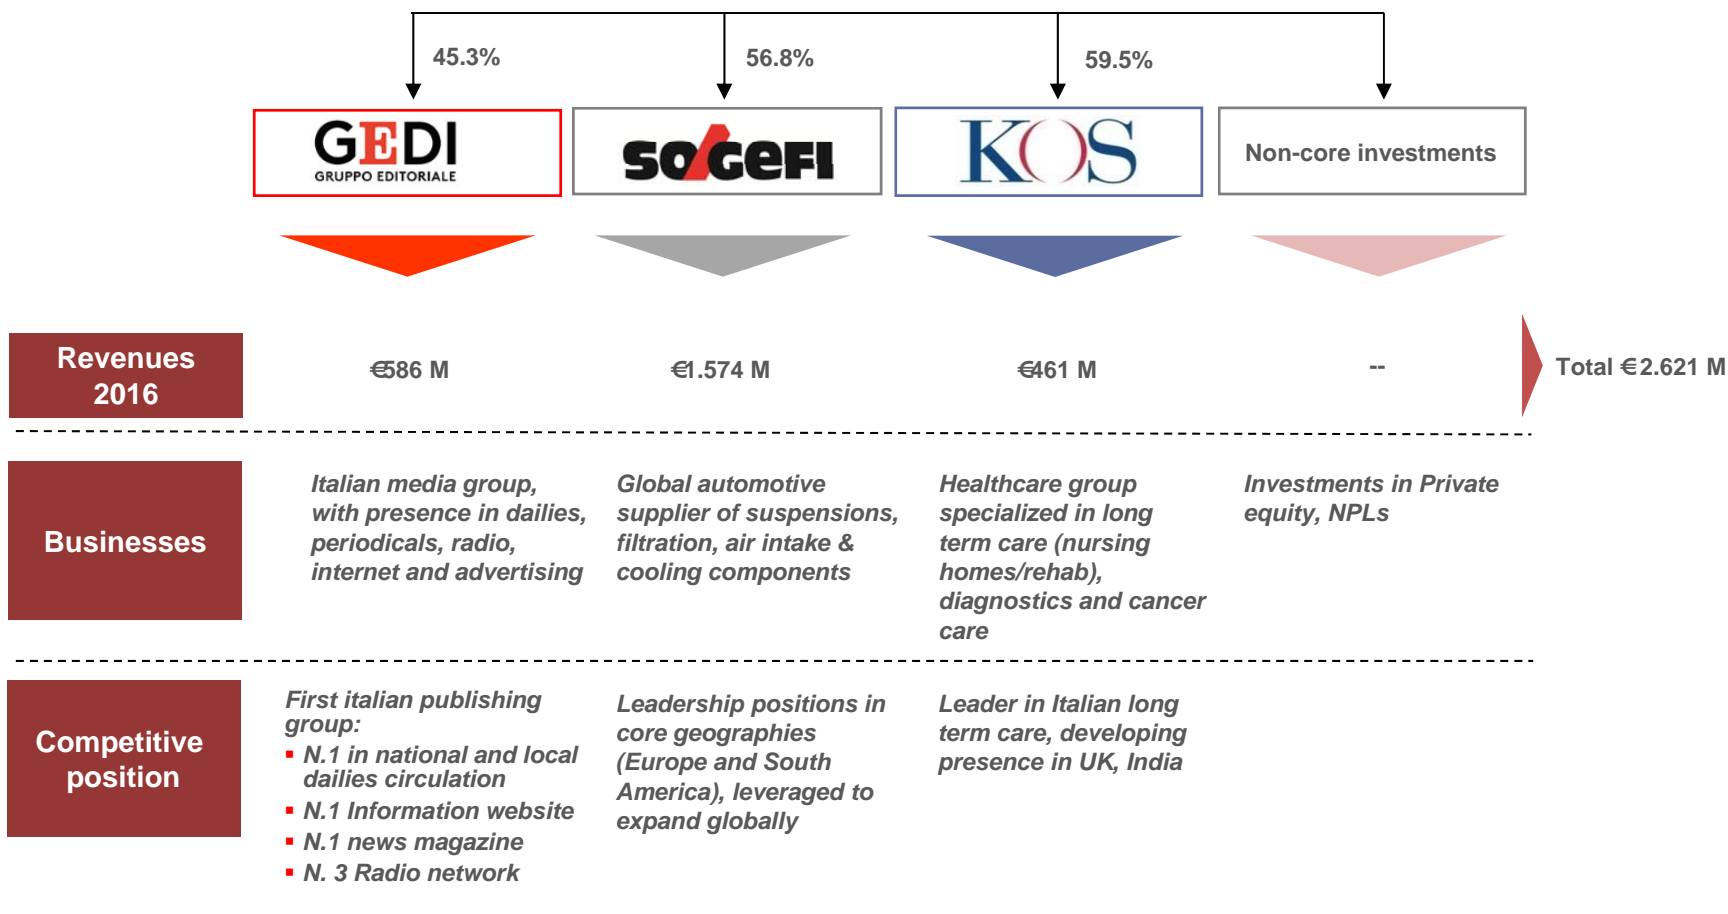 45.3%
56.8%
59.5%
GEDI
GRUPPO EDITORIALE
SOGEFI
KOS
Non-core investments
Revenues
2016
€586 M
€1.574 M
€461 M
--
Total € 2.621 M
Businesses
Italian media group,
with presence in dailies,
periodicals, radio,
internet and advertising
Global automotive
supplier of suspensions,
filtration, air intake &
cooling components
Healthcare group
specialized in long
term care (nursing
homes/rehab),
diagnostics and cancer
care
Investments in Private
equity, NPLs
Competitive
position
First italian publishing
group:
▪ N.1 in national and local
dailies circulation
▪ N.1 Information website
▪ N.1 news magazine
▪ N. 3 Radio network
Leadership positions in
core geographies
(Europe and South
America), leveraged to
expand globally
Leader in Italian long
term care, developing
presence in UK, India